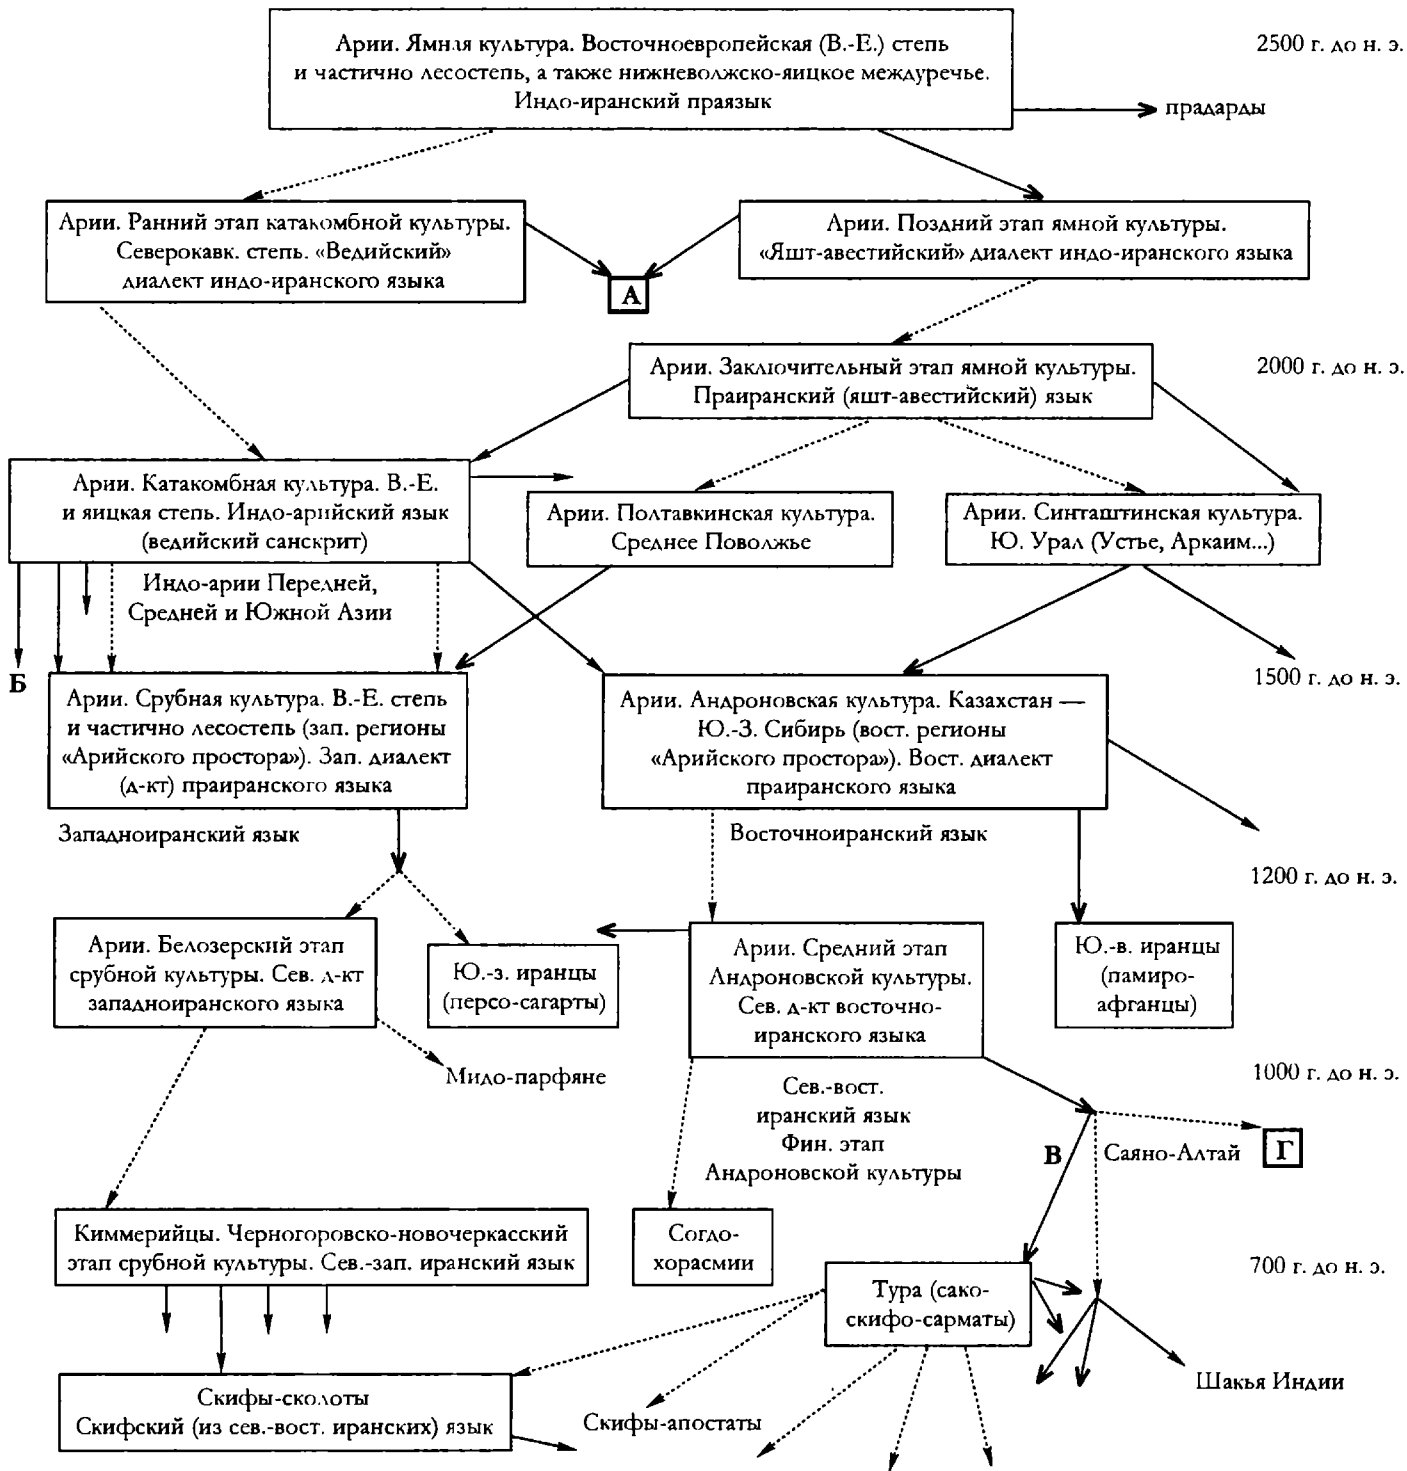 Арии. Ямная культура. Восточноевропейская (В.-Е.) степь
и частично лесостепь, а также нижневолжско-яицкое междуречье.
Индо-иранский праязык
2500 г. до н. э.
прадарды
Арии. Ранний этап катакомбной культуры.
Северокавк. степь. «Ведийский»
диалект индо-иранского языка
Арии. Поздний этап ямной культуры.
«Яшт-авестийский» диалект индо-иранского языка
А
Арии. Заключительный этап ямной культуры.
Праиранский (яшт-авестийский) язык
2000 г. до н. э.
Арии. Катакомбная культура. В.-Е.
и яицкая степь. Индо-арийский язык
(ведийский санскрит)
Арии. Полтавкинская культура.
Среднее Поволжье
Арии. Синташтинская культура.
Ю. Урал (Устье, Аркаим...)
Индо-арии Передней,
Средней и Южной Азии
Б
1500 г. до н. э.
Арии. Срубная культура. В.-Е. степь
и частично лесостепь (зап. регионы
«Арийского простора»). Зап. диалект
(д-кт) праиранского языка
Арии. Андроновская культура. Казахстан —
Ю.-З. Сибирь (вост. регионы
«Арийского простора»). Вост. диалект
праиранского языка
Западноиранский язык
Восточноиранский язык
1200 г. до н. э.
Арии. Белозерский этап
срубной культуры. Сев. д-кт
западноиранского языка
Ю.-з. иранцы
(персо-сагарты)
Арии. Средний этап
Андроновской культуры.
Сев. д-кт восточно-
иранского языка
Ю.-в. иранцы
(памиро-
афганцы)
Мидо-парфяне
1000 г. до н. э.
Сев.-вост.
иранский язык
Фин. этап
Андроновской культуры
В
Саяно-Алтай
Г
Киммерийцы. Черногоровско-новочеркасский
этап срубной культуры. Сев.-зап. иранский язык
Согдо-
хорасмии
700 г. до н. э.
Тура (сако-
скифо-сарматы)
Скифы-сколоты
Скифский (из сев.-вост. иранских) язык
Скифы-апостаты
Шакья Индии